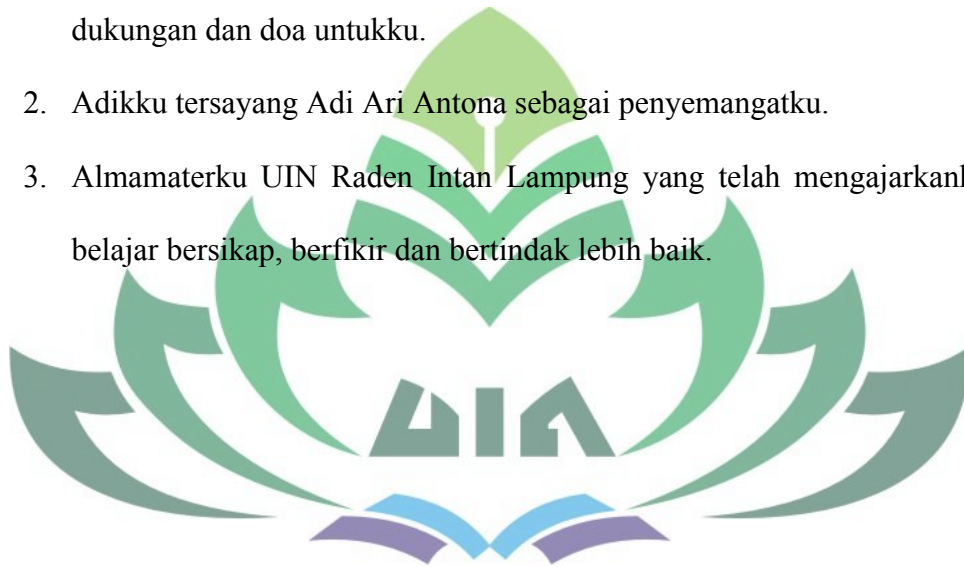 dukungan dan doa untukku.
2. Adikku tersayang Adi Ari Antona sebagai penyemangatku.
3. Almamaterku UIN Raden Intan Lampung yang telah
belajar bersikap, berfikir dan bertindak lebih baik.
UIN